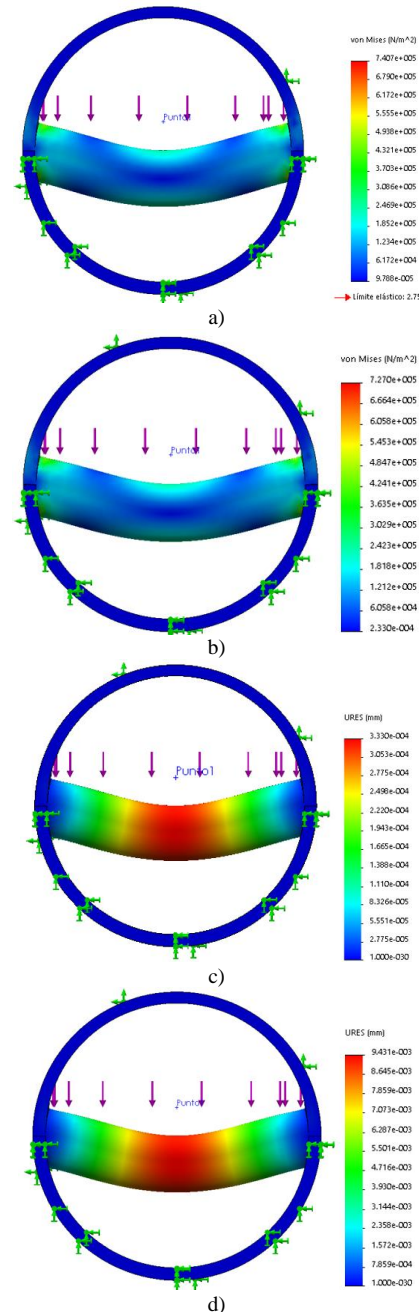 von Mises (N/m^2)
7.407e+005
6.790e+005
6.172e+005
5.555e+005
4.938e+005
4.321e+005
3.703e+005
3.086e+005
2.469e+005
1.852e+005
1.234e+005
6.172e+004
9.788e-005
Límite elástico: 2.75
Punto
a)
von Mises (N/m^2)
7.270e+005
6.664e+005
6.058e+005
5.453e+005
4.847e+005
4.241e+005
3.635e+005
3.029e+005
2.423e+005
1.818e+005
1.212e+005
6.058e+004
2.330e-004
Punto
b)
URES (mm)
3.330e-004
3.053e-004
2.775e-004
2.498e-004
2.220e-004
1.943e-004
1.665e-004
1.388e-004
1.110e-004
8.326e-005
5.551e-005
2.775e-005
1.000e-030
Punto1
c)
URES (mm)
9.431e-003
8.645e-003
7.859e-003
7.073e-003
6.287e-003
5.502e-003
4.716e-003
3.930e-003
3.144e-003
2.358e-003
1.572e-003
7.859e-004
1.000e-030
Punto
d)